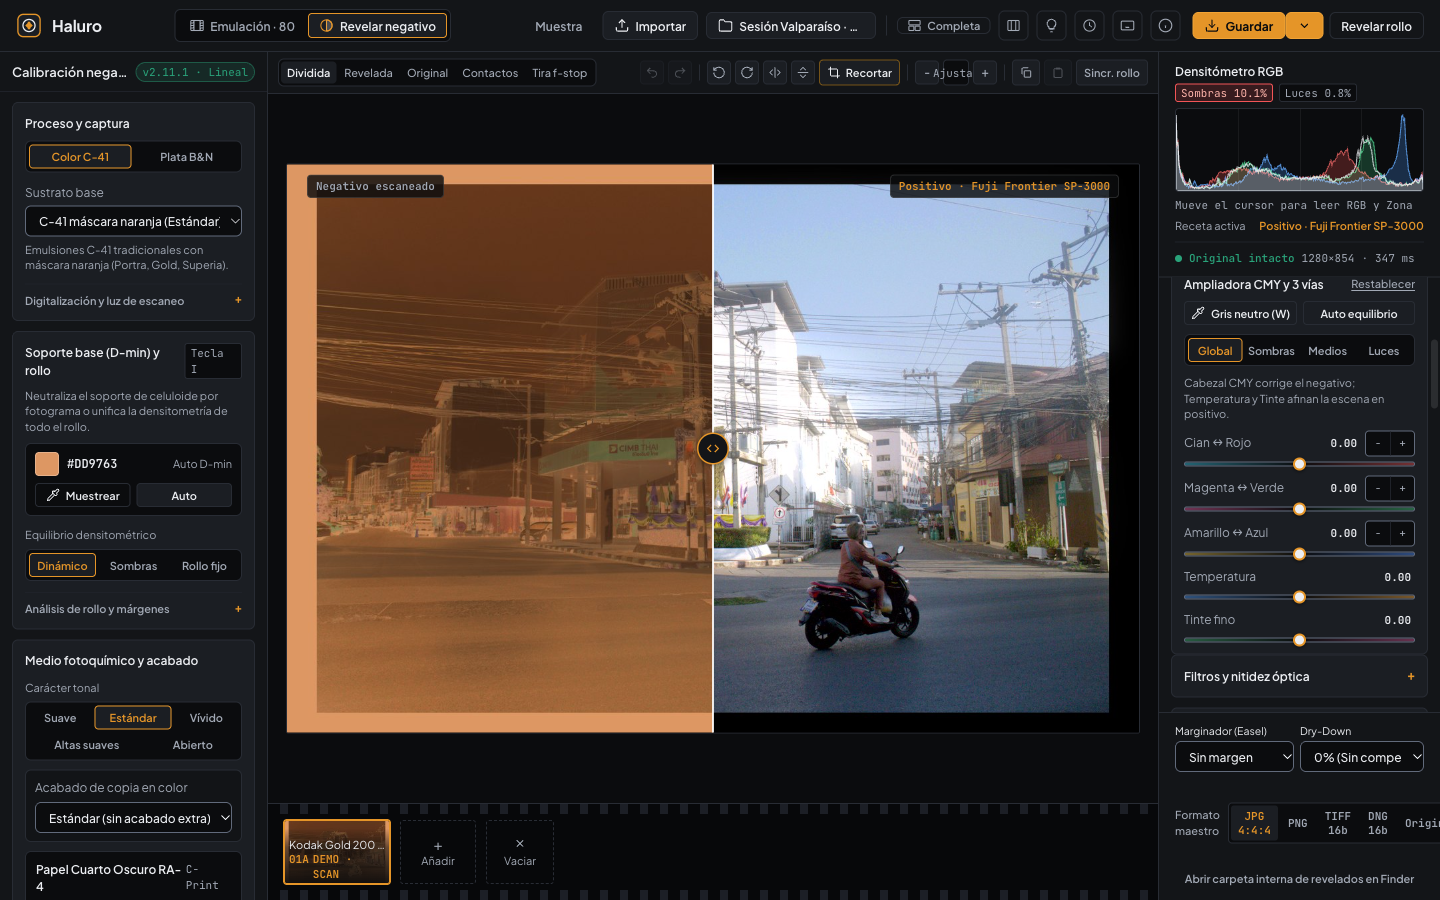 Haluro
Emulación · 80
Revelar negativo
Muestra
Importar
Sesión Valparaíso · ...
Completa
Guardar
Revelar rollo
Calibración nega...
v2.11.1 · Lineal
Dividida
Revelada
Original
Contactos
Tira f-stop
Recortar
- Ajusta +
Sincr. rollo
Proceso y captura
Color C-41
Plata B&N
Sustrato base
C-41 máscara naranja (Estándar)
Emulsiones C-41 tradicionales con
máscara naranja (Portra, Gold, Superia).
Digitalización y luz de escaneo +
Soporte base (D-min) y
rollo
Tecla
I
Neutraliza el soporte de celuloide por
fotograma o unifica la densitometría de
todo el rollo.
#DD9763
Auto D-min
Muestrear
Auto
Equilibrio densitométrico
Dinámico
Sombras
Rollo fijo
Análisis de rollo y márgenes +
Medio fotoquímico y acabado
Carácter tonal
Suave
Estándar
Vívido
Altas suaves
Abierto
Acabado de copia en color
Estándar (sin acabado extra)
Papel Cuarto Oscuro RA-
4
C-
Print
Negativo escaneado
Positivo · Fuji Frontier SP-3000
CIMB THAI
Kodak Gold 200 ...
01A DEMO ·
SCAN
+
Añadir
×
Vaciar
Densitómetro RGB
Sombras 10.1%
Luces 0.8%
Mueve el cursor para leer RGB y Zona
Receta activa
Positivo · Fuji Frontier SP-3000
Original intacto 1280×854 · 347 ms
Ampliadora CMY y 3 vías
Restablecer
Gris neutro (W)
Auto equilibrio
Global
Sombras
Medios
Luces
Cabezal CMY corrige el negativo;
Temperatura y Tinte afinan la escena en
positivo.
Cian ↔ Rojo 0.00 - +
Magenta ↔ Verde 0.00 - +
Amarillo ↔ Azul 0.00 - +
Temperatura 0.00
Tinte fino 0.00
Filtros y nitidez óptica +
Marginador (Easel)
Dry-Down
Sin margen
0% (Sin compe
Formato
maestro
JPG
4:4:4
PNG
TIFF
16b
DNG
16b
Origin
Abrir carpeta interna de revelados en Finder